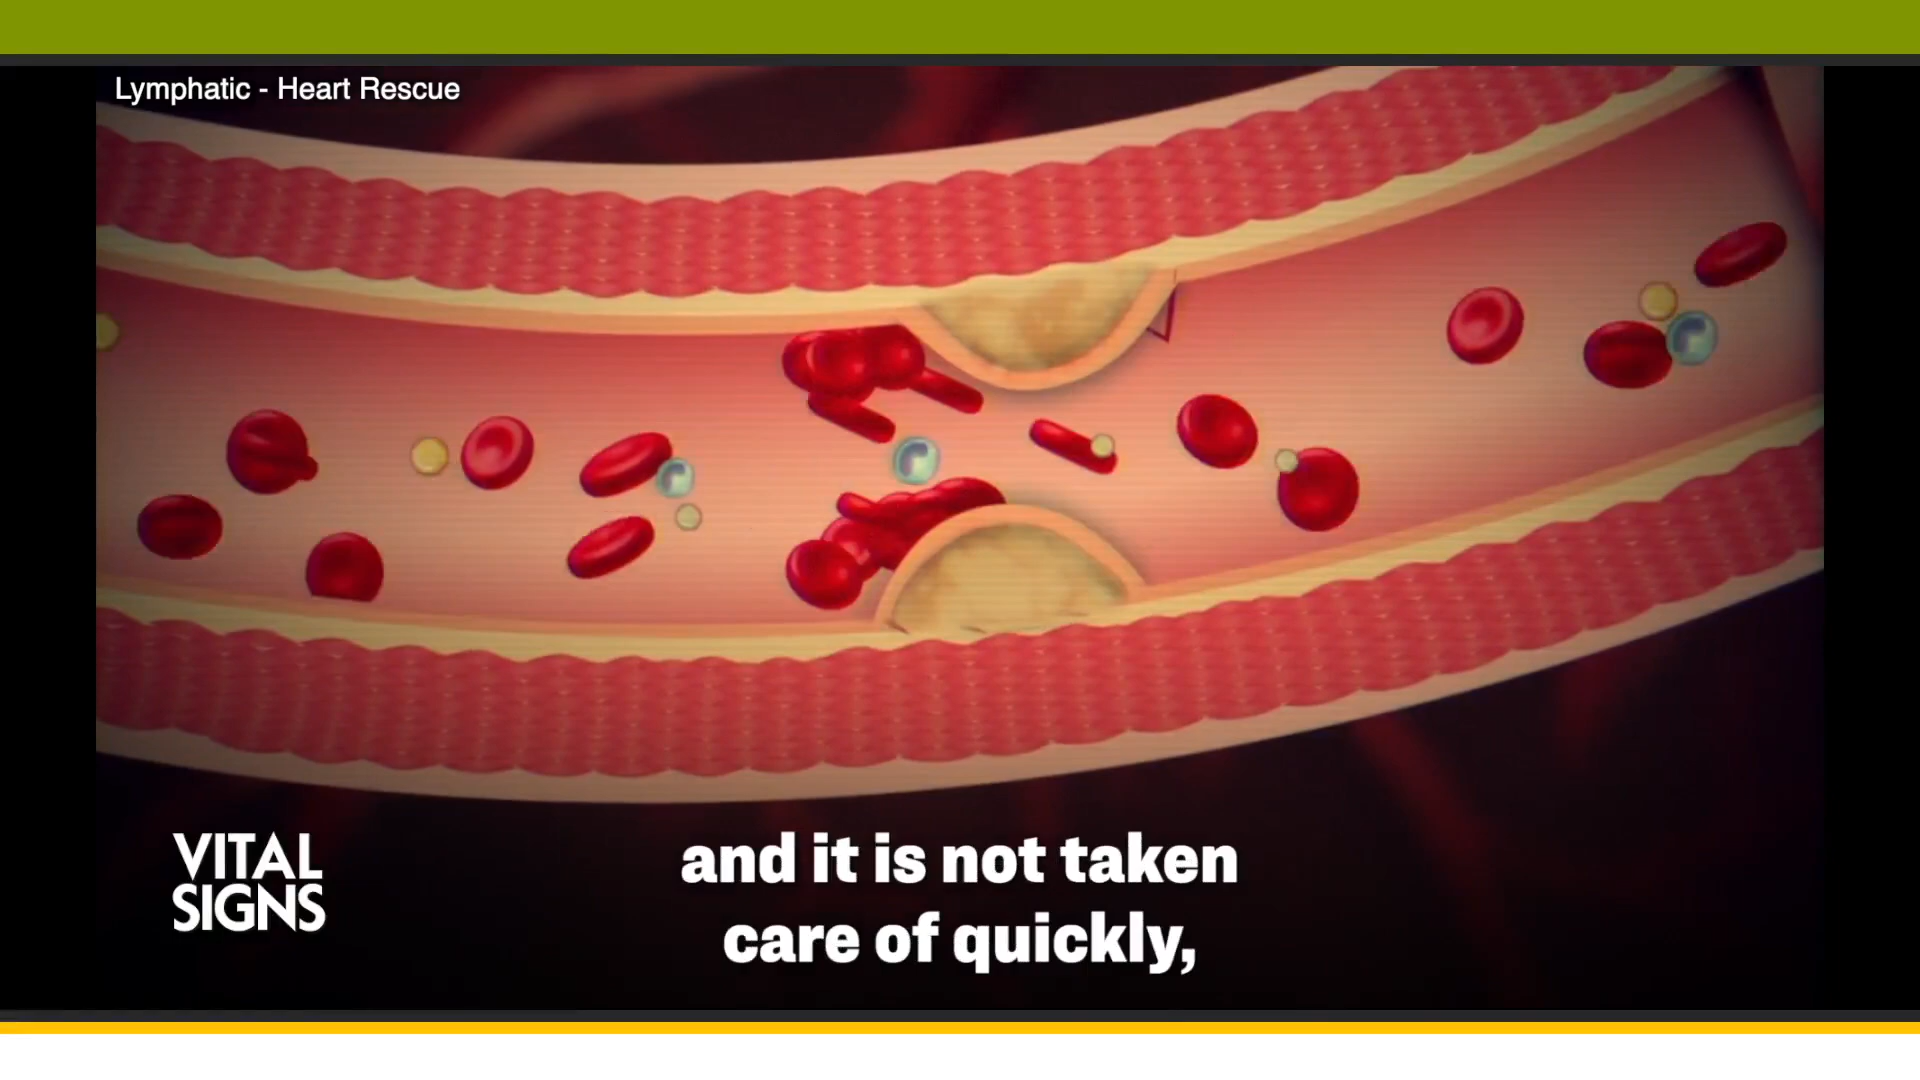 Lymphatic - Heart Rescue
VITAL
SIGNS
and it is not taken
care of quickly,